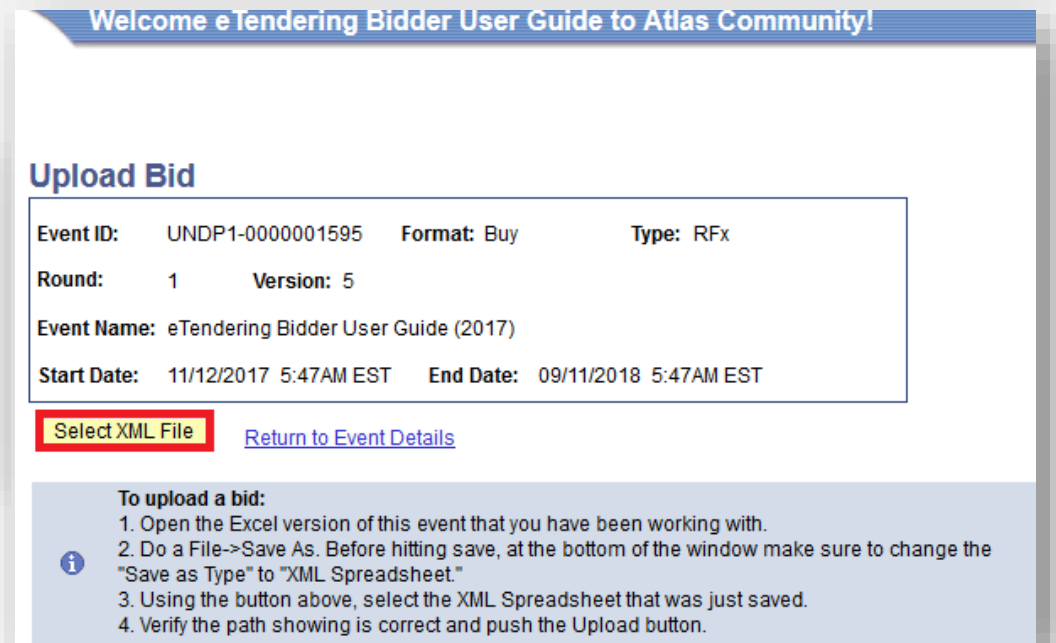 Welcome eTendering Bidder User Guide to Atlas Community!
Upload Bid
Event ID: UNDP1-0000001595 Format: Buy Type: RFx
Round: 1 Version: 5
Event Name: eTendering Bidder User Guide (2017)
Start Date: 11/12/2017 5:47AM EST End Date: 09/11/2018 5:47AM EST
Select XML File Return to Event Details
To upload a bid:
1. Open the Excel version of this event that you have been working with.
2. Do a File->Save As. Before hitting save, at the bottom of the window make sure to change the
"Save as Type" to "XML Spreadsheet."
3. Using the button above, select the XML Spreadsheet that was just saved.
4. Verify the path showing is correct and push the Upload button.